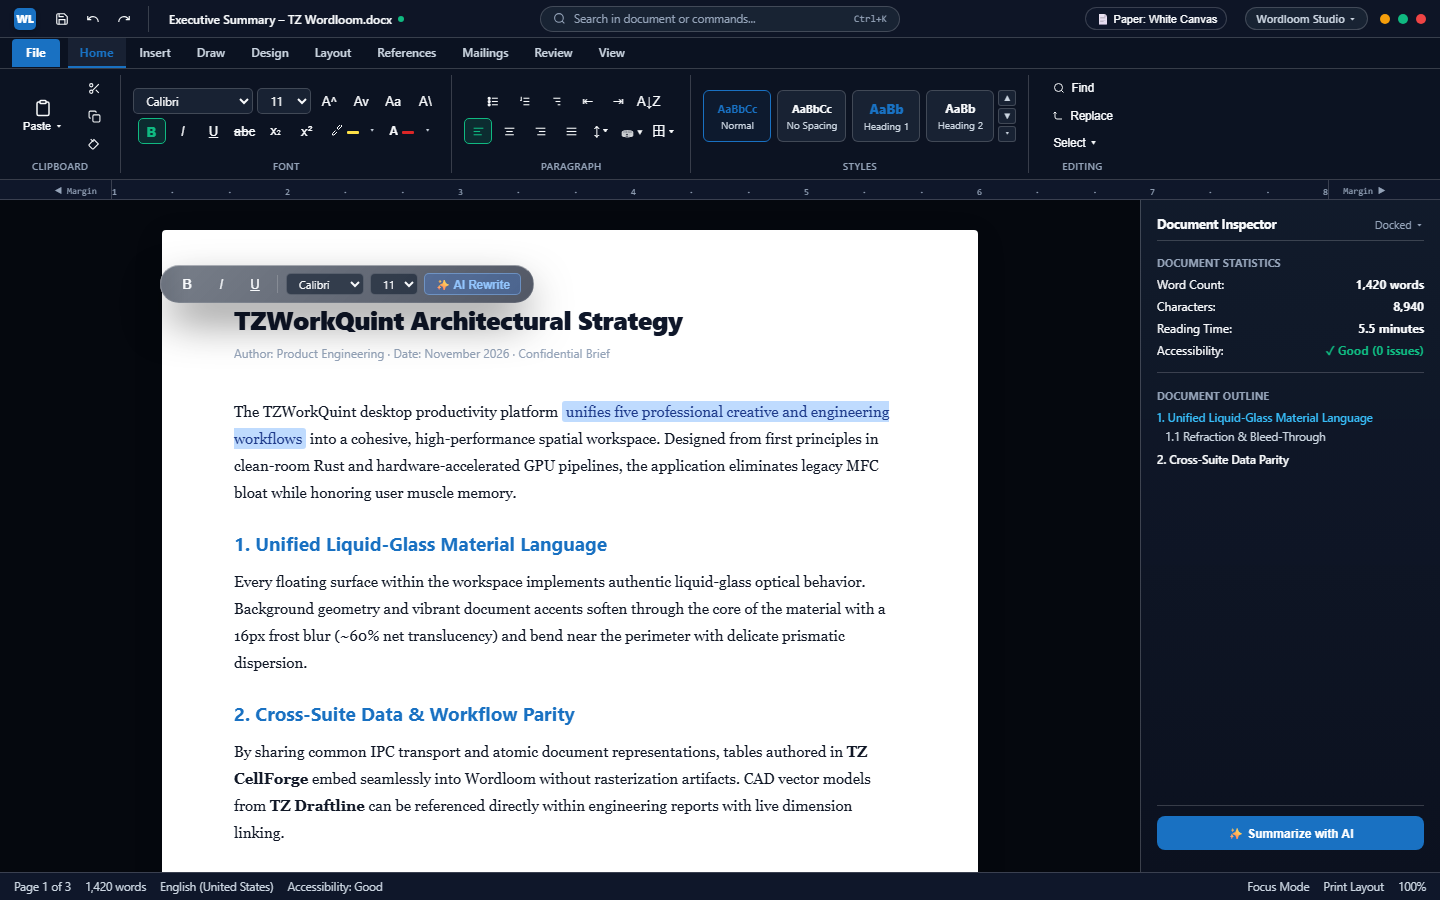 WL
Executive Summary – TZ Wordloom.docx
Search in document or commands...
Ctrl+K
Paper: White Canvas
Wordloom Studio
File
Home
Insert
Draw
Design
Layout
References
Mailings
Review
View
Paste
CLIPBOARD
Calibri
11
A^
Av
Aa
A\
B
I
U
abc
x₂
x²
A
FONT
A↓Z
PARAGRAPH
AaBbCc
Normal
AaBbCc
No Spacing
AaBb
Heading 1
AaBb
Heading 2
STYLES
Find
Replace
Select
EDITING
◀ Margin
1
2
3
4
5
6
7
8
Margin ▶
B
I
U
Calibri
11
✨ AI Rewrite
TZWorkQuint Architectural Strategy
Author: Product Engineering · Date: November 2026 · Confidential Brief
The TZWorkQuint desktop productivity platform unifies five professional creative and engineering
workflows into a cohesive, high-performance spatial workspace. Designed from first principles in
clean-room Rust and hardware-accelerated GPU pipelines, the application eliminates legacy MFC
bloat while honoring user muscle memory.
1. Unified Liquid-Glass Material Language
Every floating surface within the workspace implements authentic liquid-glass optical behavior.
Background geometry and vibrant document accents soften through the core of the material with a
16px frost blur (~60% net translucency) and bend near the perimeter with delicate prismatic
dispersion.
2. Cross-Suite Data & Workflow Parity
By sharing common IPC transport and atomic document representations, tables authored in TZ
CellForge embed seamlessly into Wordloom without rasterization artifacts. CAD vector models
from TZ Draftline can be referenced directly within engineering reports with live dimension
linking.
Document Inspector
Docked
DOCUMENT STATISTICS
Word Count: 1,420 words
Characters: 8,940
Reading Time: 5.5 minutes
Accessibility: ✓ Good (0 issues)
DOCUMENT OUTLINE
1. Unified Liquid-Glass Material Language
1.1 Refraction & Bleed-Through
2. Cross-Suite Data Parity
✨ Summarize with AI
Page 1 of 3
1,420 words
English (United States)
Accessibility: Good
Focus Mode
Print Layout
100%